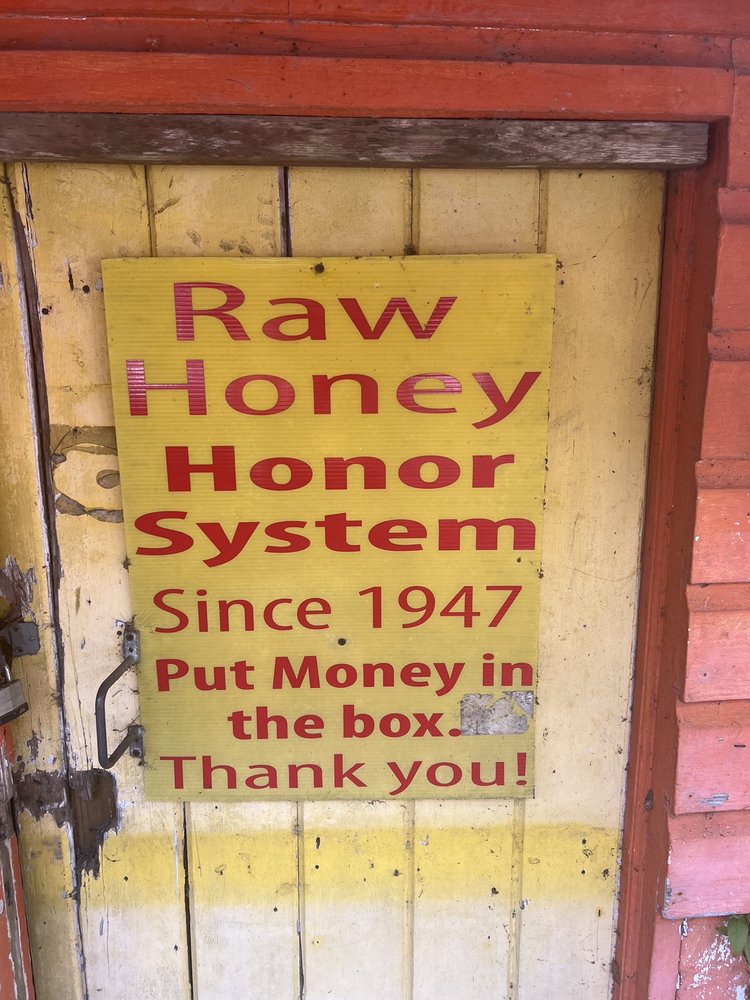 Raw
Honey
Honor
System
Since 1947
Put Money in
the box.
Thank you!